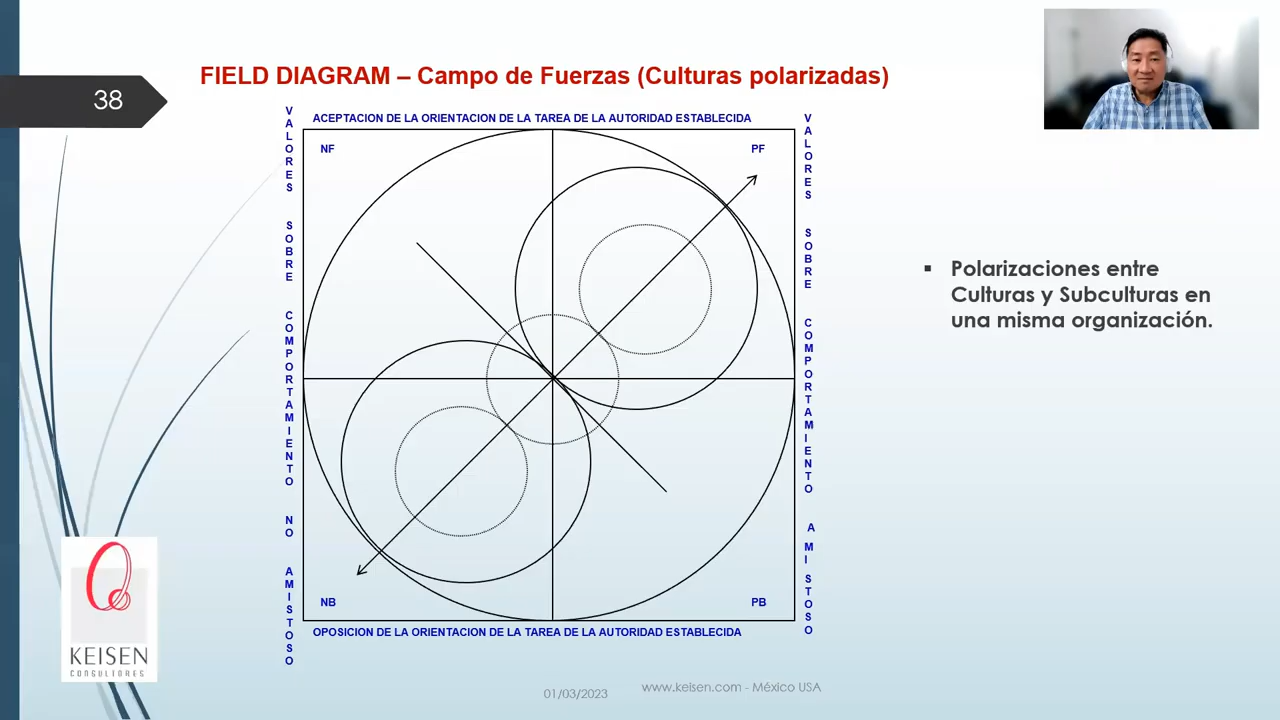 38
FIELD DIAGRAM – Campo de Fuerzas (Culturas polarizadas)
ACEPTACION DE LA ORIENTACION DE LA TAREA DE LA AUTORIDAD ESTABLECIDA
VALORES SOBRE COMPORTAMIENTO NO AMISTOSO
NF
PF
VALORES SOBRE COMPORTAMIENTO AMISTOSO
▪ Polarizaciones entre
Culturas y Subculturas en
una misma organización.
NB
PB
OPOSICION DE LA ORIENTACION DE LA TAREA DE LA AUTORIDAD ESTABLECIDA
KEISEN
CONSULTORES
01/03/2023
www.keisen.com - México USA